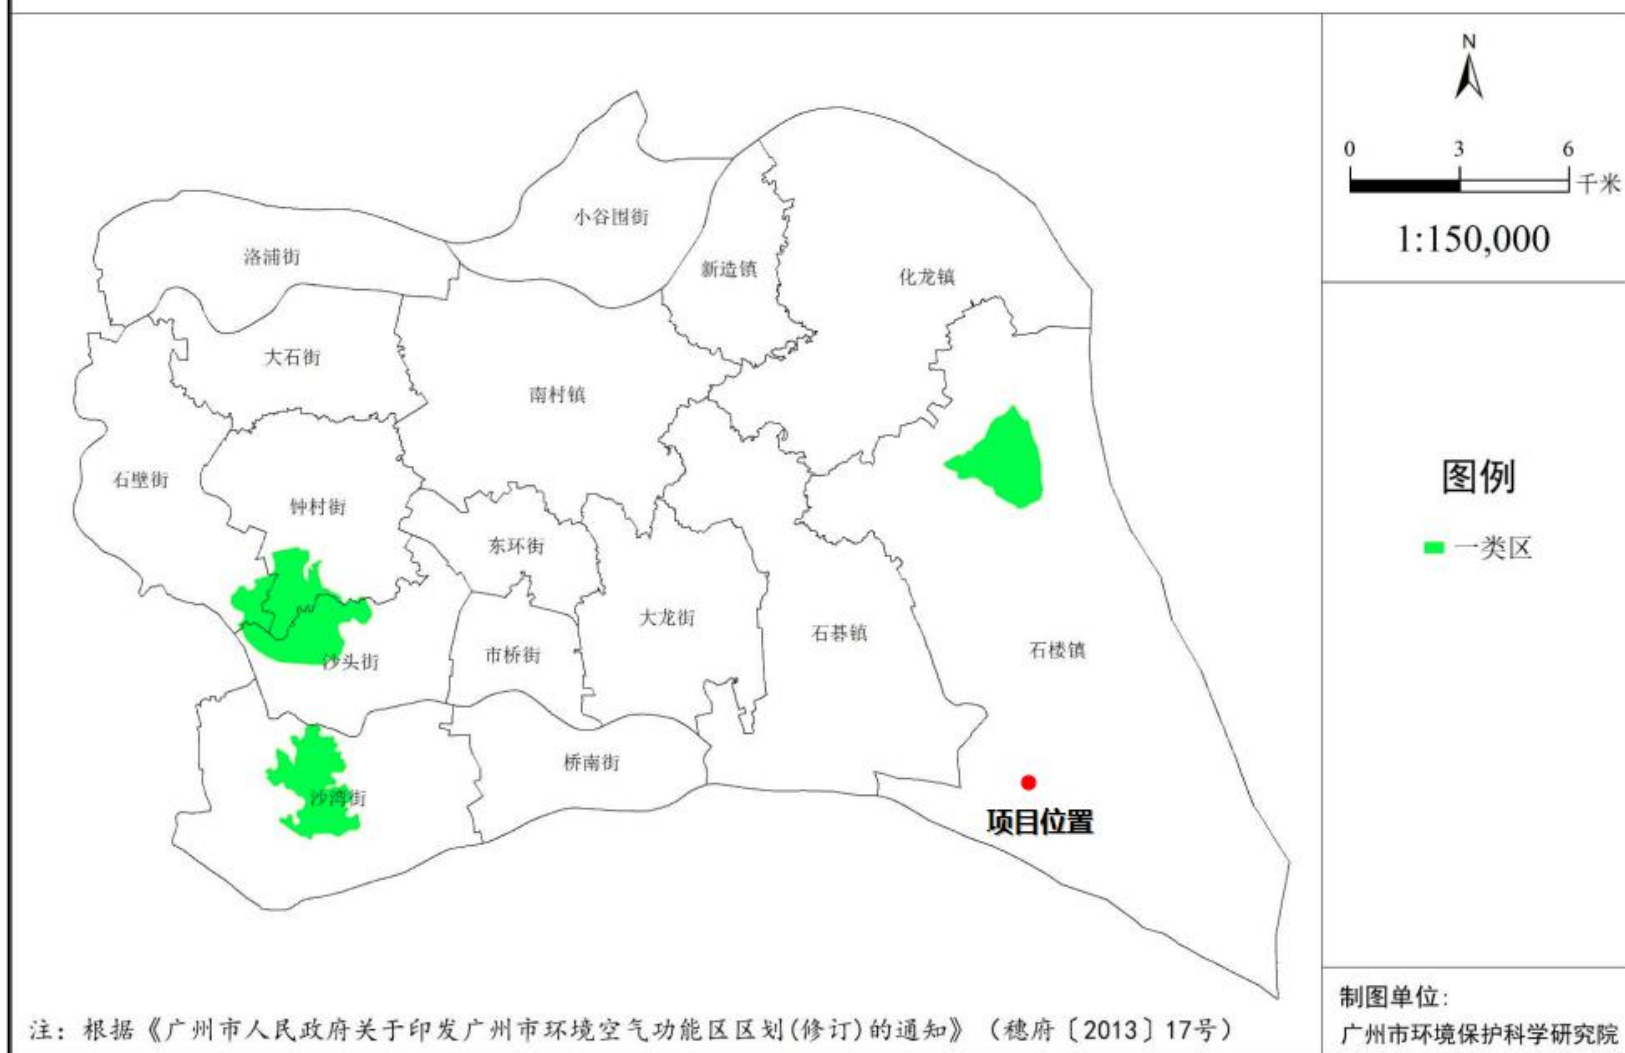 N
0 3 6
千米
1:150,000
小谷围街
洛浦街
新造镇
化龙镇
大石街
南村镇
石壁街
钟村街
东环街
大龙街
石碁镇
石楼镇
市桥街
沙头街
桥南街
沙湾街
项目位置
图例
一类区
注：根据《广州市人民政府关于印发广州市环境空气功能区区划(修订)的通知》（穗府〔2013〕17号）
制图单位：
广州市环境保护科学研究院